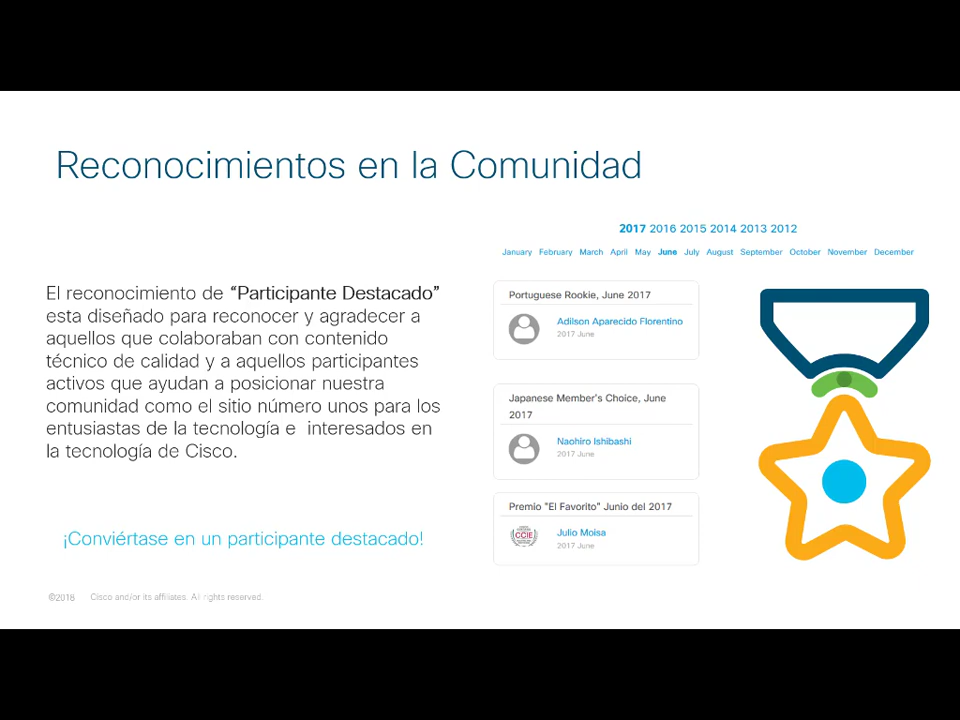 Reconocimientos en la Comunidad
2017 2016 2015 2014 2013 2012
January February March April May June July August September October November December
El reconocimiento de “Participante Destacado”
esta diseñado para reconocer y agradecer a
aquellos que colaboraban con contenido
técnico de calidad y a aquellos participantes
activos que ayudan a posicionar nuestra
comunidad como el sitio número unos para los
entusiastas de la tecnología e interesados en
la tecnología de Cisco.
¡Conviértase en un participante destacado!
Portuguese Rookie, June 2017
Adilson Aparecido Florentino
2017 June
Japanese Member's Choice, June
2017
Naohiro Ishibashi
2017 June
Premio "El Favorito" Junio del 2017
CCIE
Julio Moisa
2017 June
©2018 Cisco and/or its affiliates. All rights reserved.